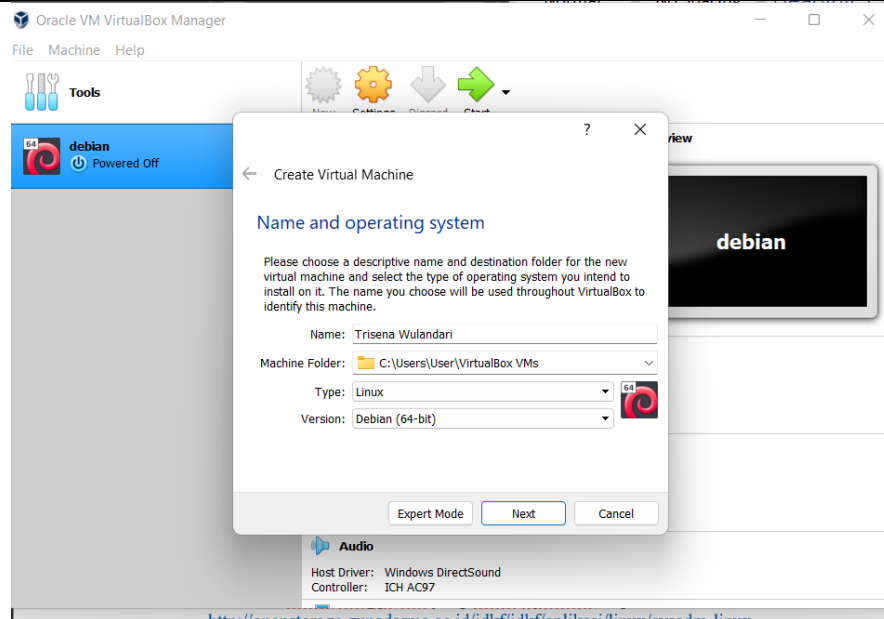 Oracle VM VirtualBox Manager
File Machine Help
Tools
New Settings Discard Start
64
debian
Powered Off
view
debian
?
Create Virtual Machine
Name and operating system
Please choose a descriptive name and destination folder for the new
virtual machine and select the type of operating system you intend to
install on it. The name you choose will be used throughout VirtualBox to
identify this machine.
Name: Trisena Wulandari
Machine Folder: C:\Users\User\VirtualBox VMs
Type: Linux
64
Version: Debian (64-bit)
Expert Mode Next Cancel
Audio
Host Driver: Windows DirectSound
Controller: ICH AC97